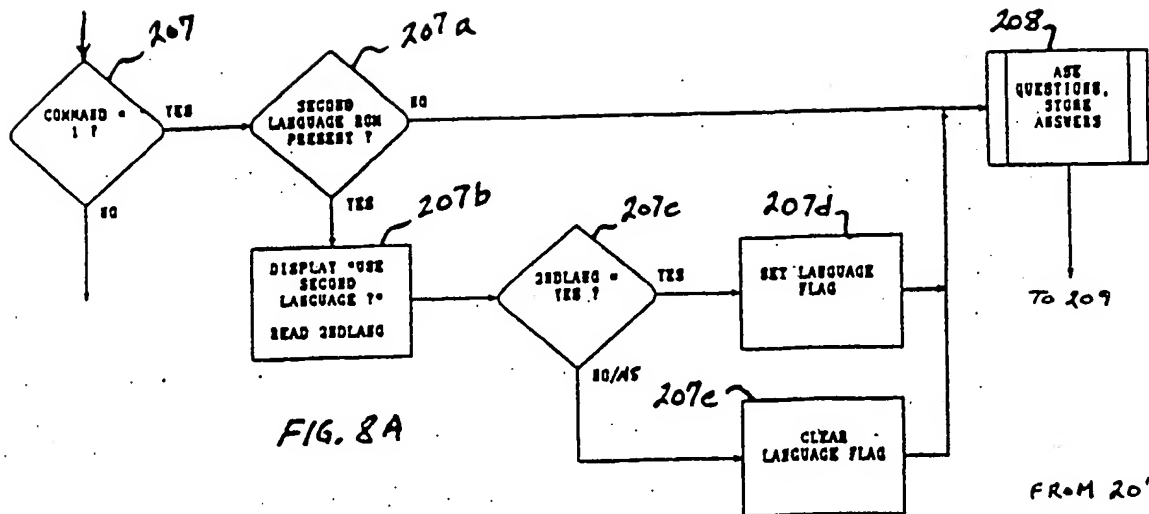 207
COMMAND =
1 ?
YES
NO
207a
SECOND
LANGUAGE ROM
PRESENT ?
NO
YES
208
ASK
QUESTIONS,
STORE
ANSWERS
TO 209
207b
DISPLAY "USE
SECOND
LANGUAGE ?"
READ 2NDLANG
207c
2NDLANG =
YES ?
YES
NO/NS
207d
SET LANGUAGE
FLAG
207e
CLEAR
LANGUAGE FLAG
FIG. 8A
FROM